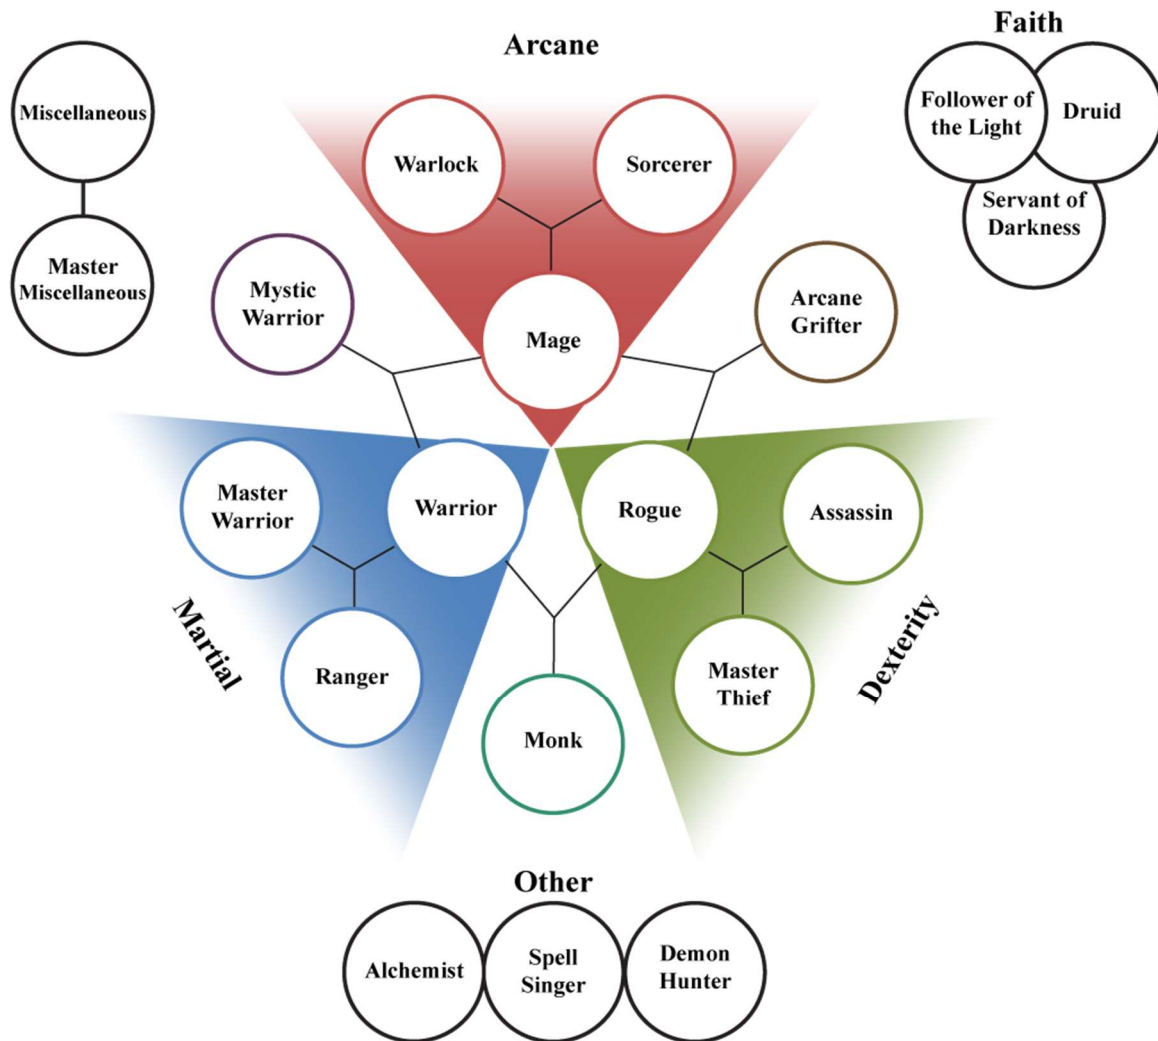 Arcane
Faith
Miscellaneous
Master
Miscellaneous
Warlock
Sorcerer
Follower of
the Light
Druid
Servant of
Darkness
Mystic
Warrior
Mage
Arcane
Grifter
Master
Warrior
Warrior
Rogue
Assassin
Martial
Ranger
Monk
Master
Thief
Dexterity
Other
Alchemist
Spell
Singer
Demon
Hunter